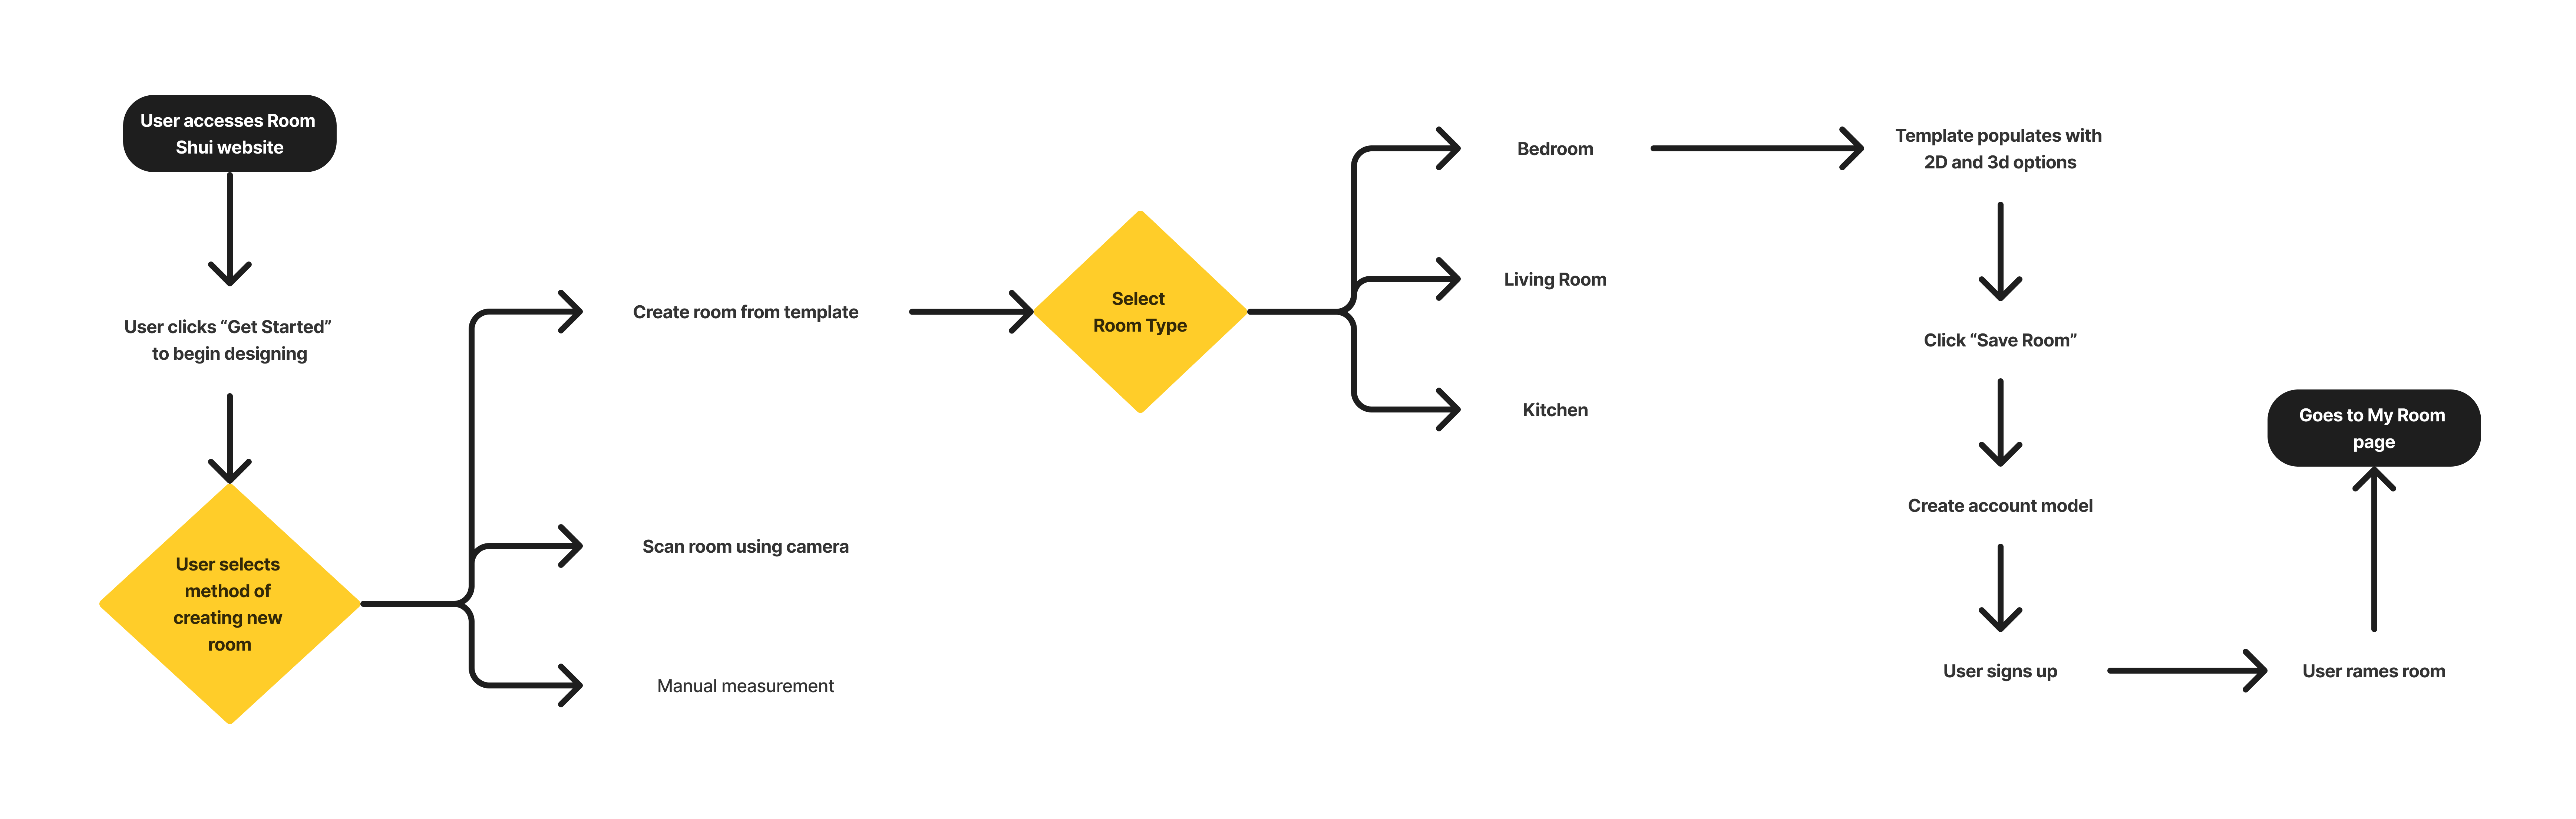 User accesses Room
Shui website
User clicks “Get Started”
to begin designing
User selects
method of
creating new
room
Create room from template
Scan room using camera
Manual measurement
Select
Room Type
Bedroom
Living Room
Kitchen
Template populates with
2D and 3d options
Click “Save Room”
Create account model
User signs up
User rames room
Goes to My Room
page